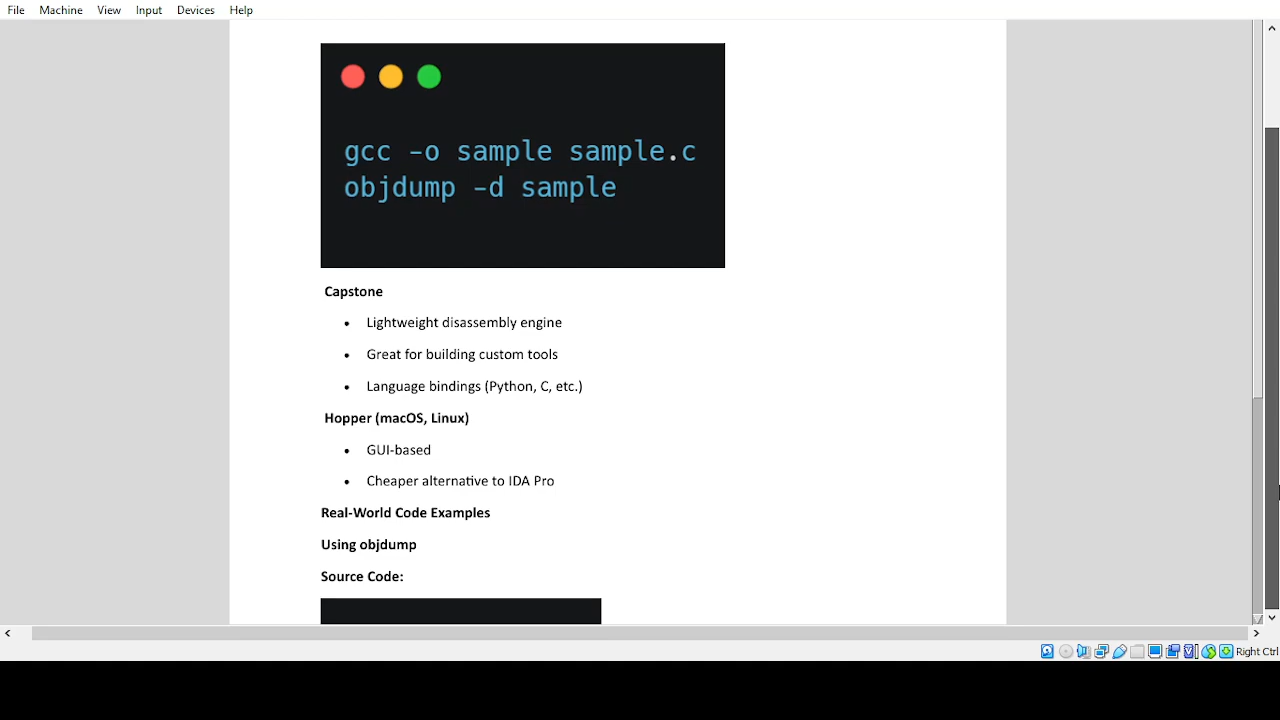 File Machine View Input Devices Help
gcc -o sample sample.c
objdump -d sample
Capstone
• Lightweight disassembly engine
• Great for building custom tools
• Language bindings (Python, C, etc.)
Hopper (macOS, Linux)
• GUI-based
• Cheaper alternative to IDA Pro
Real-World Code Examples
Using objdump
Source Code:
Right Ctrl